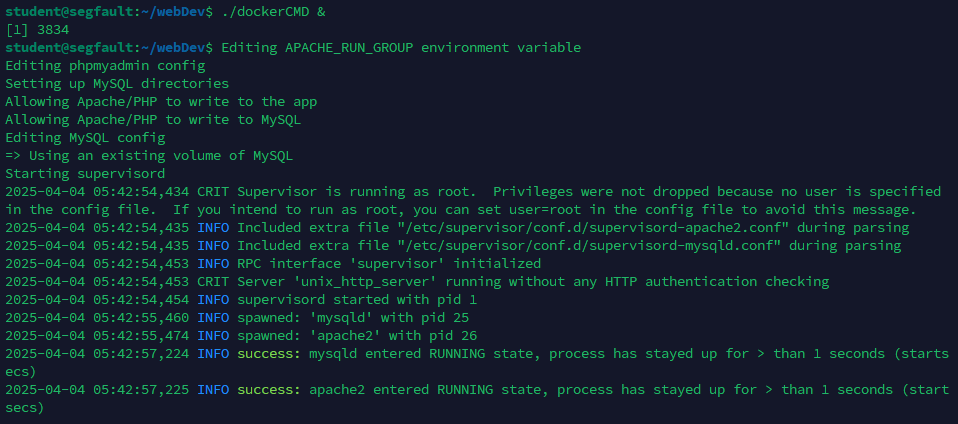 student@segfault:~/webDev$ ./dockerCMD &
[1] 3834
student@segfault:~/webDev$ Editing APACHE_RUN_GROUP environment variable
Editing phpmyadmin config
Setting up MySQL directories
Allowing Apache/PHP to write to the app
Allowing Apache/PHP to write to MySQL
Editing MySQL config
=> Using an existing volume of MySQL
Starting supervisord
2025-04-04 05:42:54,434 CRIT Supervisor is running as root.  Privileges were not dropped because no user is specified
in the config file.  If you intend to run as root, you can set user=root in the config file to avoid this message.
2025-04-04 05:42:54,435 INFO Included extra file "/etc/supervisor/conf.d/supervisord-apache2.conf" during parsing
2025-04-04 05:42:54,435 INFO Included extra file "/etc/supervisor/conf.d/supervisord-mysqld.conf" during parsing
2025-04-04 05:42:54,453 INFO RPC interface 'supervisor' initialized
2025-04-04 05:42:54,453 CRIT Server 'unix_http_server' running without any HTTP authentication checking
2025-04-04 05:42:54,454 INFO supervisord started with pid 1
2025-04-04 05:42:55,460 INFO spawned: 'mysqld' with pid 25
2025-04-04 05:42:55,474 INFO spawned: 'apache2' with pid 26
2025-04-04 05:42:57,224 INFO success: mysqld entered RUNNING state, process has stayed up for > than 1 seconds (starts
ecs)
2025-04-04 05:42:57,225 INFO success: apache2 entered RUNNING state, process has stayed up for > than 1 seconds (start
secs)